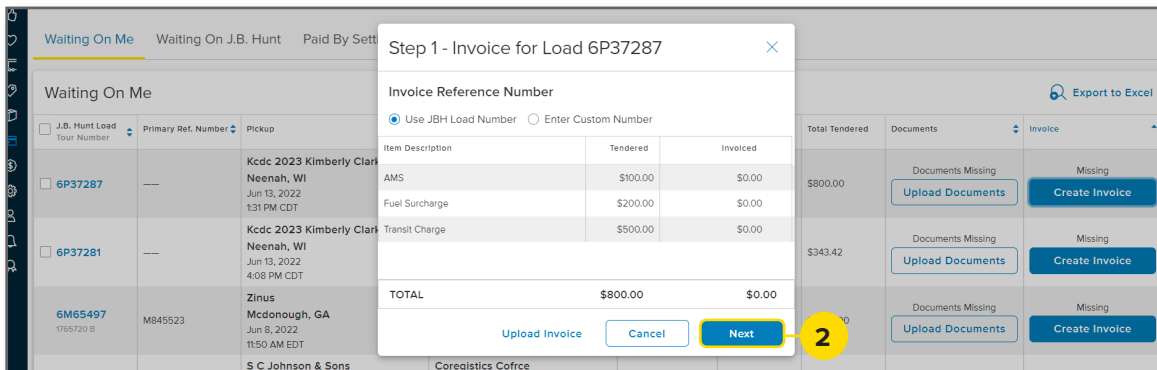 Waiting On Me Waiting On J.B. Hunt Paid By Settl
Waiting On Me
Export to Excel
J.B. Hunt Load
Tour Number
Primary Ref. Number
Pickup
Total Tendered
Documents
Invoice
6P37287
——
Kcdc 2023 Kimberly Clark
Neenah, WI
Jun 13, 2022
1:31 PM CDT
$800.00
Documents Missing
Upload Documents
Missing
Create Invoice
6P37281
——
Kcdc 2023 Kimberly Clark
Neenah, WI
Jun 13, 2022
4:08 PM CDT
$343.42
Documents Missing
Upload Documents
Missing
Create Invoice
6M65497
1765720 B
M845523
Zinus
Mcdonough, GA
Jun 8, 2022
11:50 AM EDT
Documents Missing
Upload Documents
Missing
Create Invoice
S C Johnson & Sons
Coregistics Cofrce
Step 1 - Invoice for Load 6P37287
Invoice Reference Number
Use JBH Load Number Enter Custom Number
Item Description Tendered Invoiced
AMS $100.00 $0.00
Fuel Surcharge $200.00 $0.00
Transit Charge $500.00 $0.00
TOTAL $800.00 $0.00
Upload Invoice Cancel Next
2